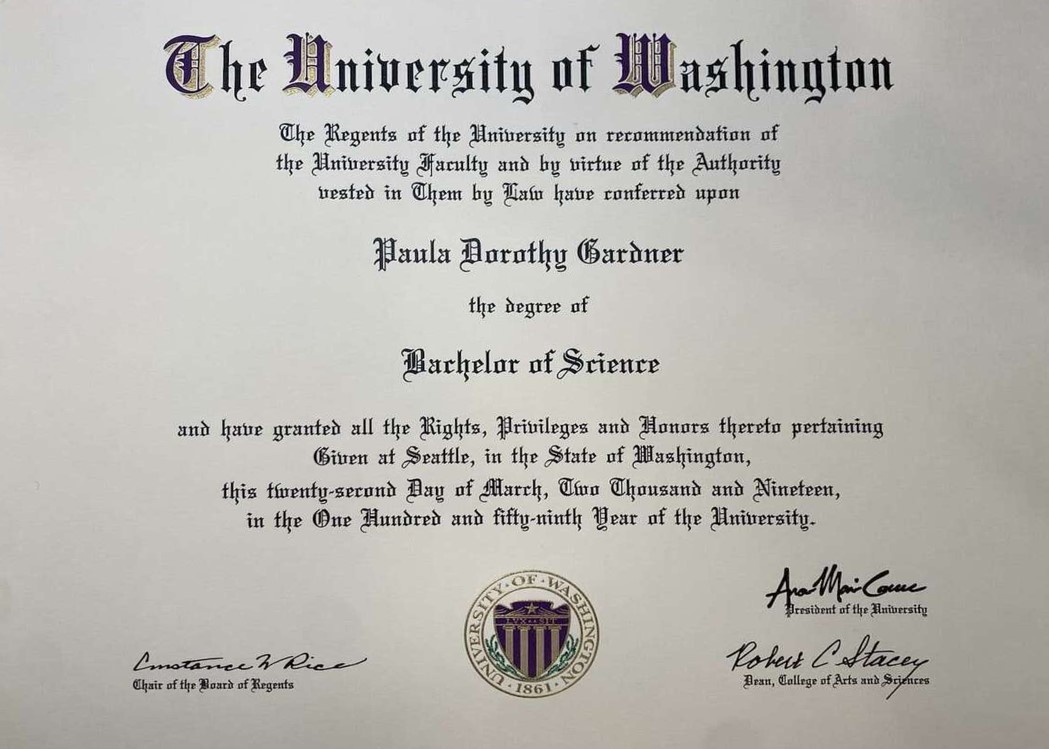 The University of Washington
The Regents of the University on recommendation of
the University Faculty and by virtue of the Authority
vested in Them by Law have conferred upon
Paula Dorothy Gardner
the degree of
Bachelor of Science
and have granted all the Rights, Privileges and Honors thereto pertaining
Given at Seattle, in the State of Washington,
this twenty-second Day of March, Two Thousand and Nineteen,
in the One Hundred and fifty-ninth Year of the University.
Ana Mari Cauce
President of the University
UNIVERSITY·OF·WASHINGTON
LVX SIT
·1861·
Constance W Rice
Chair of the Board of Regents
Robert C Stacey
Dean, College of Arts and Sciences